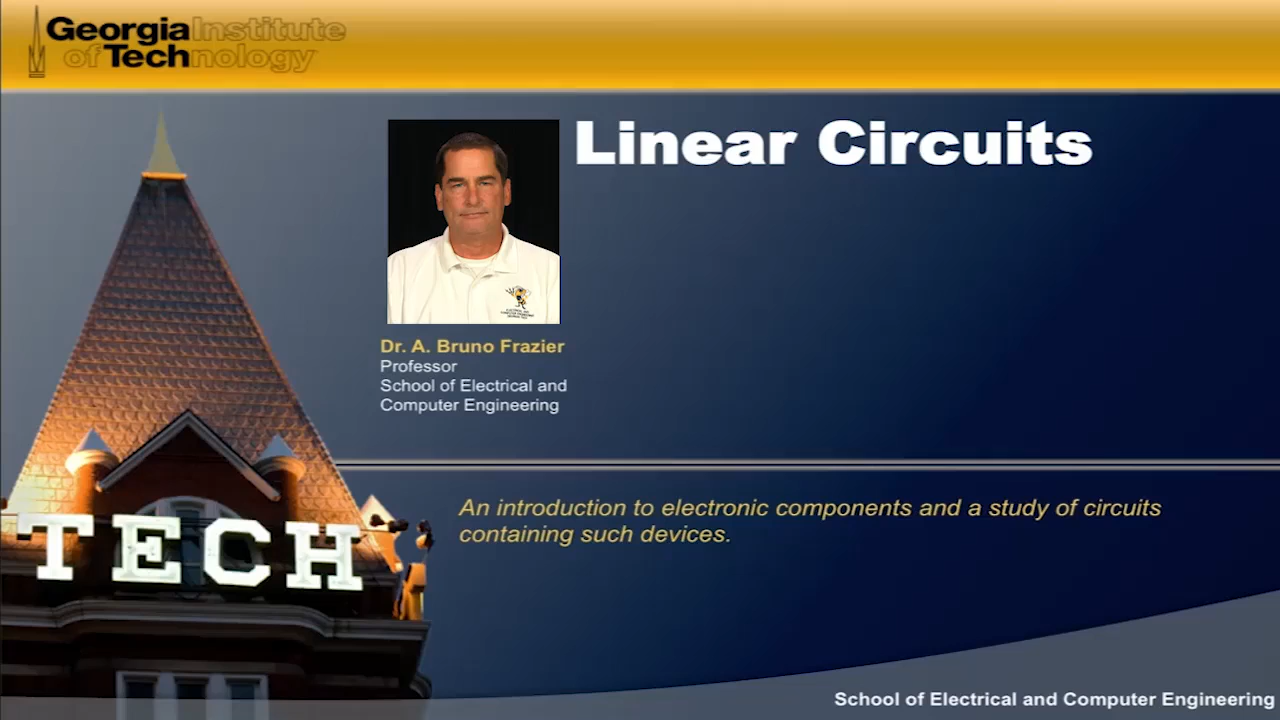 Georgia Institute
of Technology
Linear Circuits
Dr. A. Bruno Frazier
Professor
School of Electrical and
Computer Engineering
An introduction to electronic components and a study of circuits
containing such devices.
TECH
School of Electrical and Computer Engineering